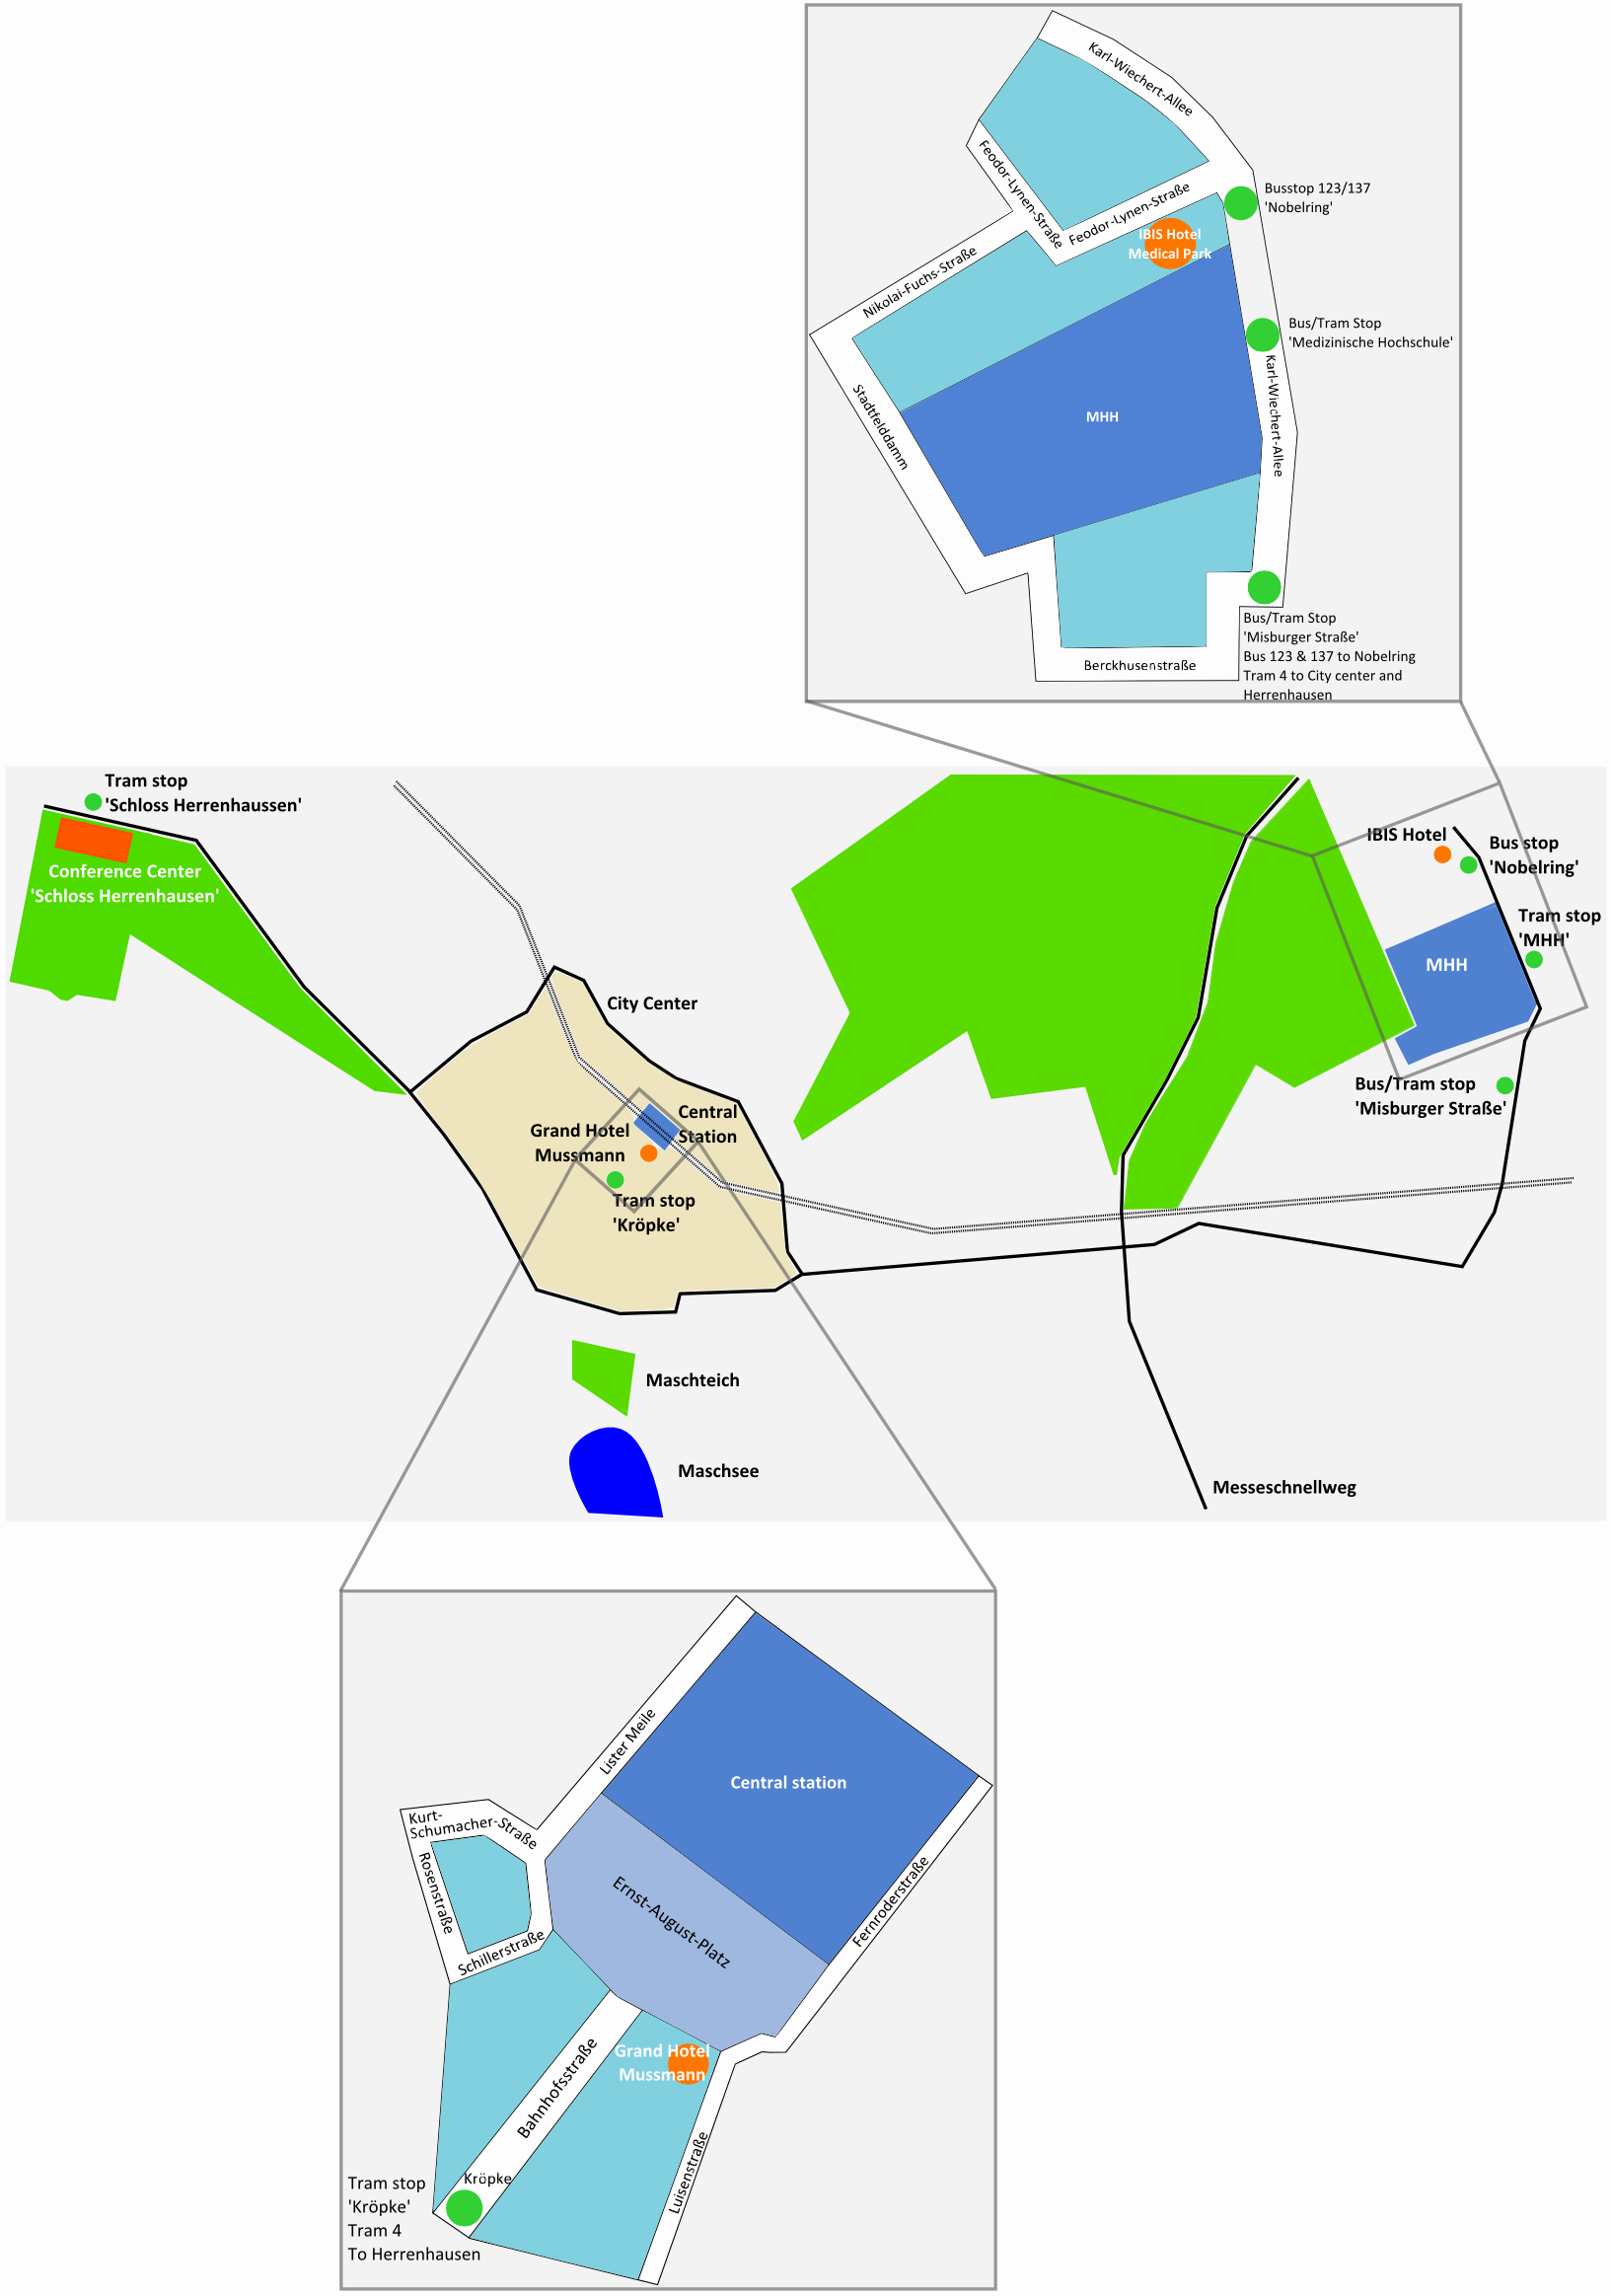 Karl-Wiechert-Allee
Feodor-Lynen-Straße
Feodor-Lynen-Straße
Busstop 123/137
'Nobelring'
IBIS Hotel
Medical Park
Nikolai-Fuchs-Straße
Bus/Tram Stop
'Medizinische Hochschule'
Karl-Wiechert-Allee
Stadtfelddamm
MHH
Bus/Tram Stop
'Misburger Straße'
Bus 123 & 137 to Nobelring
Tram 4 to City center and
Herrenhausen
Berckhusenstraße
Tram stop
'Schloss Herrenhaussen'
Conference Center
'Schloss Herrenhausen'
IBIS Hotel
Bus stop
'Nobelring'
Tram stop
'MHH'
MHH
City Center
Bus/Tram stop
'Misburger Straße'
Central
Station
Grand Hotel
Mussmann
Tram stop
'Kröpke'
Maschteich
Maschsee
Messeschnellweg
Lister Meile
Central station
Kurt-
Schumacher-Straße
Rosenstraße
Schillerstraße
Ernst-August-Platz
Fernroderstraße
Grand Hotel
Mussmann
Bahnhofsstraße
Luisenstraße
Kröpke
Tram stop
'Kröpke'
Tram 4
To Herrenhausen